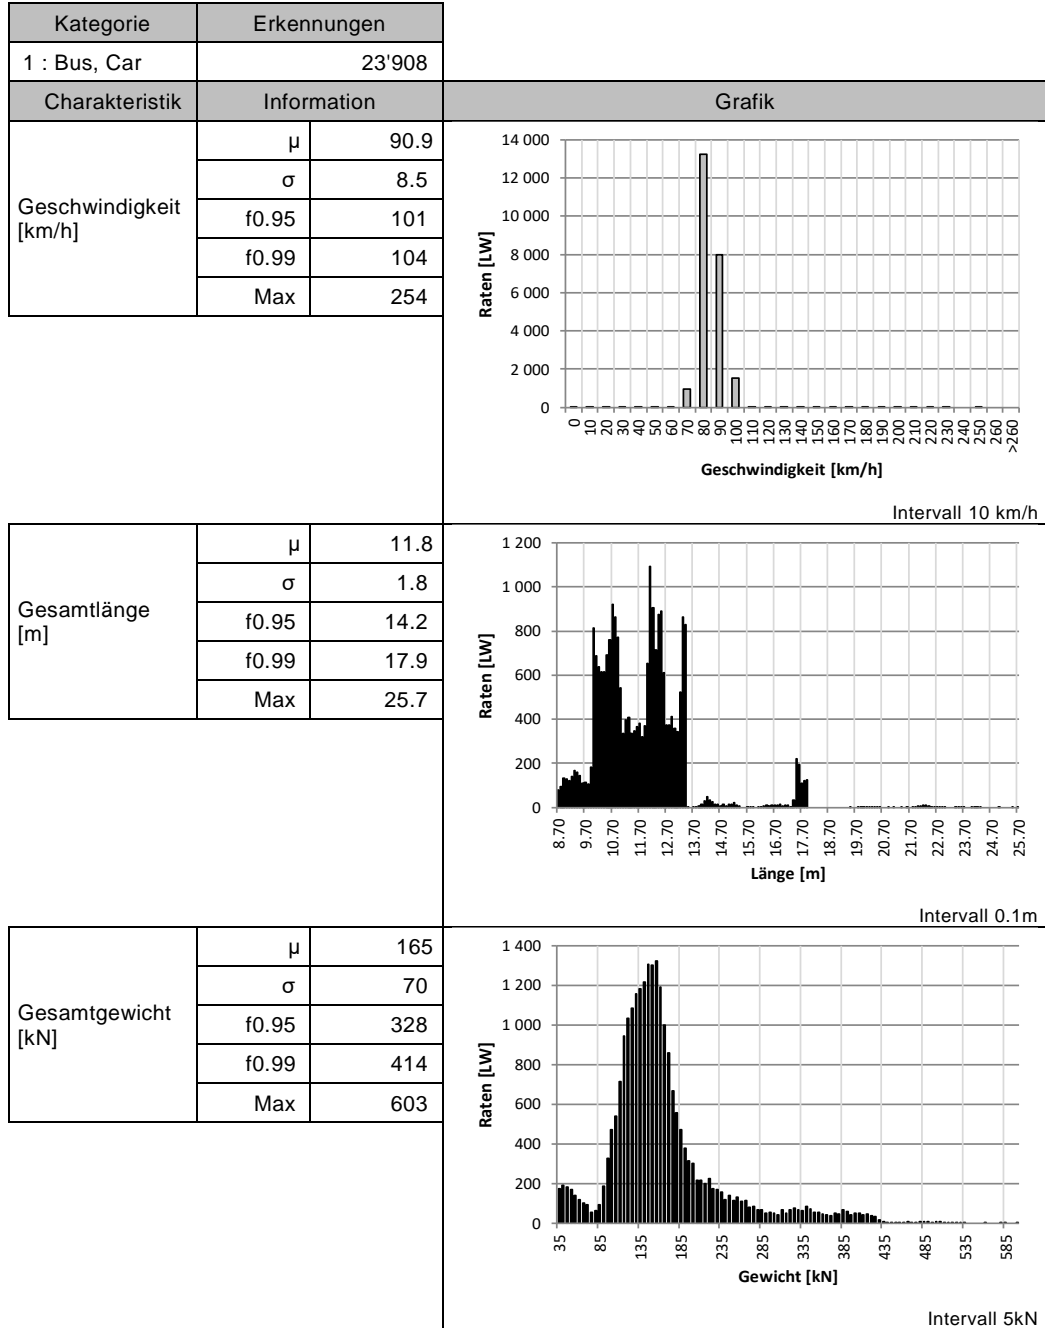 Kategorie Erkennungen
1 : Bus, Car 23'908
Charakteristik Information Grafik
Geschwindigkeit
[km/h]
μ 90.9
σ 8.5
f0.95 101
f0.99 104
Max 254
14 000
12 000
10 000
8 000
6 000
4 000
2 000
0
Raten [LW]
0 10 20 30 40 50 60 70 80 90 100 110 120 130 140 150 160 170 180 190 200 210 220 230 240 250 260 >260
Geschwindigkeit [km/h]
Intervall 10 km/h
Gesamtlänge
[m]
μ 11.8
σ 1.8
f0.95 14.2
f0.99 17.9
Max 25.7
1 200
1 000
800
600
400
200
0
Raten [LW]
8.70 9.70 10.70 11.70 12.70 13.70 14.70 15.70 16.70 17.70 18.70 19.70 20.70 21.70 22.70 23.70 24.70 25.70
Länge [m]
Intervall 0.1m
Gesamtgewicht
[kN]
μ 165
σ 70
f0.95 328
f0.99 414
Max 603
1 400
1 200
1 000
800
600
400
200
0
Raten [LW]
35 85 135 185 235 285 335 385 435 485 535 585
Gewicht [kN]
Intervall 5kN